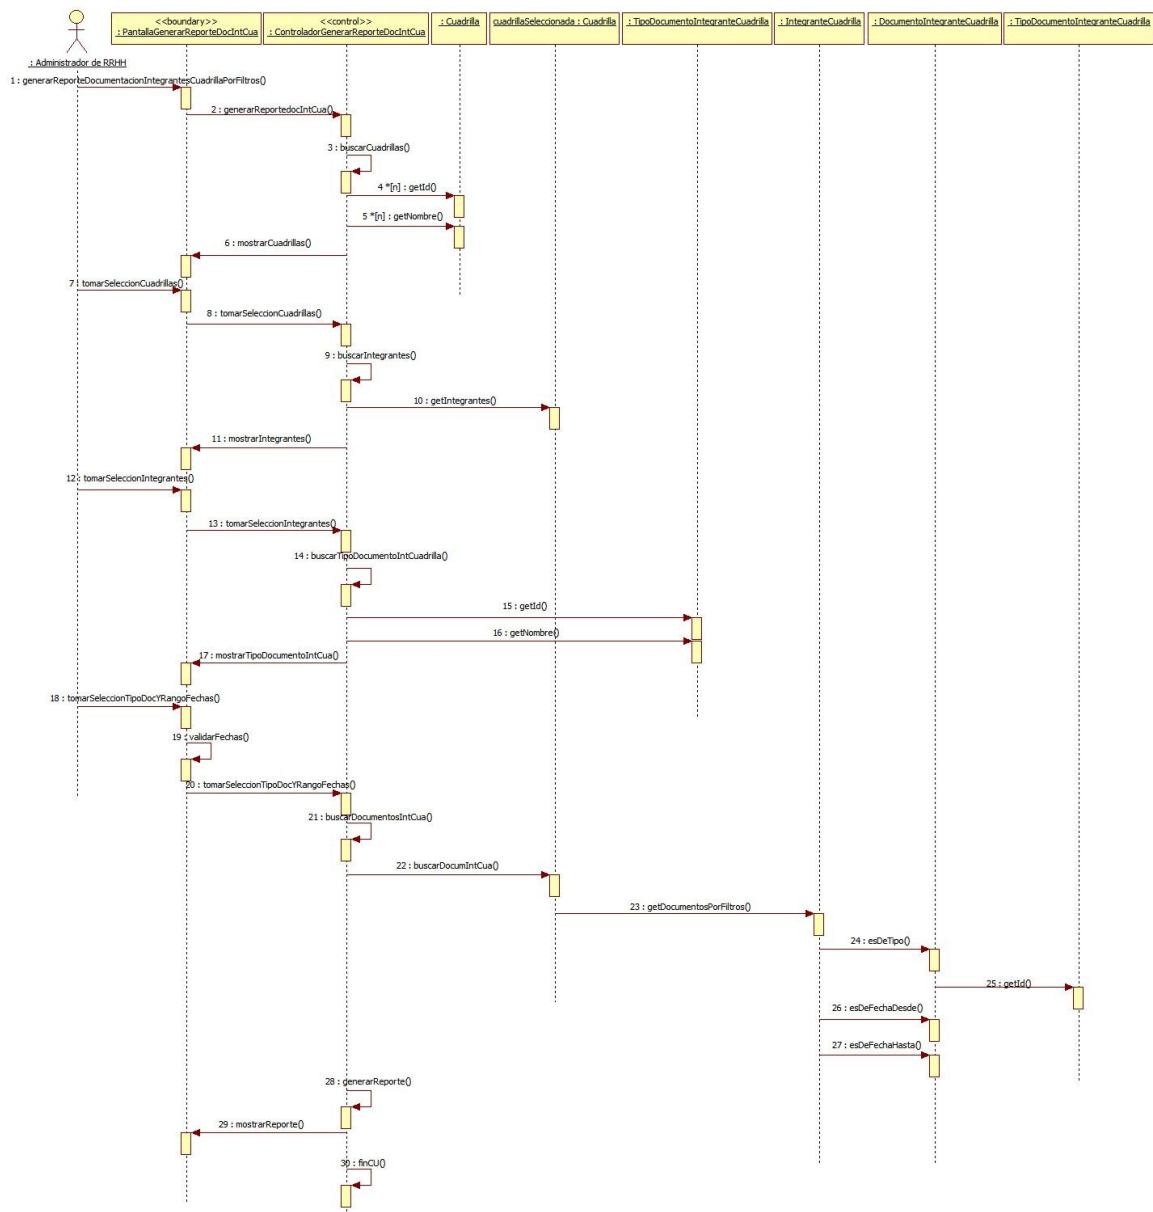 <<boundary>>
: PantallaGenerarReporteDocIntCua
<<control>>
: ControladorGenerarReporteDocIntCua
: Cuadrilla
cuadrillaSeleccionada : Cuadrilla
: TipoDocumentoIntegranteCuadrilla
: IntegranteCuadrilla
: DocumentoIntegranteCuadrilla
: TipoDocumentoIntegranteCuadrilla
: Administrador de RRHH
1 : generarReporteDocumentacionIntegrantesCuadrillaPorFiltros()
2 : generarReportedocIntCua()
3 : buscarCuadrillas()
4 *[n] : getId()
5 *[n] : getNombre()
6 : mostrarCuadrillas()
7 : tomarSeleccionCuadrillas()
8 : tomarSeleccionCuadrillas()
9 : buscarIntegrantes()
10 : getIntegrantes()
11 : mostrarIntegrantes()
12 : tomarSeleccionIntegrantes()
13 : tomarSeleccionIntegrantes()
14 : buscarTipoDocumentoIntCuadrilla()
15 : getId()
16 : getNombre()
17 : mostrarTipoDocumentoIntCua()
18 : tomarSeleccionTipoDocYRangoFechas()
19 : validarFechas()
20 : tomarSeleccionTipoDocYRangoFechas()
21 : buscarDocumentosIntCua()
22 : buscarDocumIntCua()
23 : getDocumentosPorFiltros()
24 : esDeTipo()
25 : getId()
26 : esDeFechaDesde()
27 : esDeFechaHasta()
28 : generarReporte()
29 : mostrarReporte()
30 : finCU()